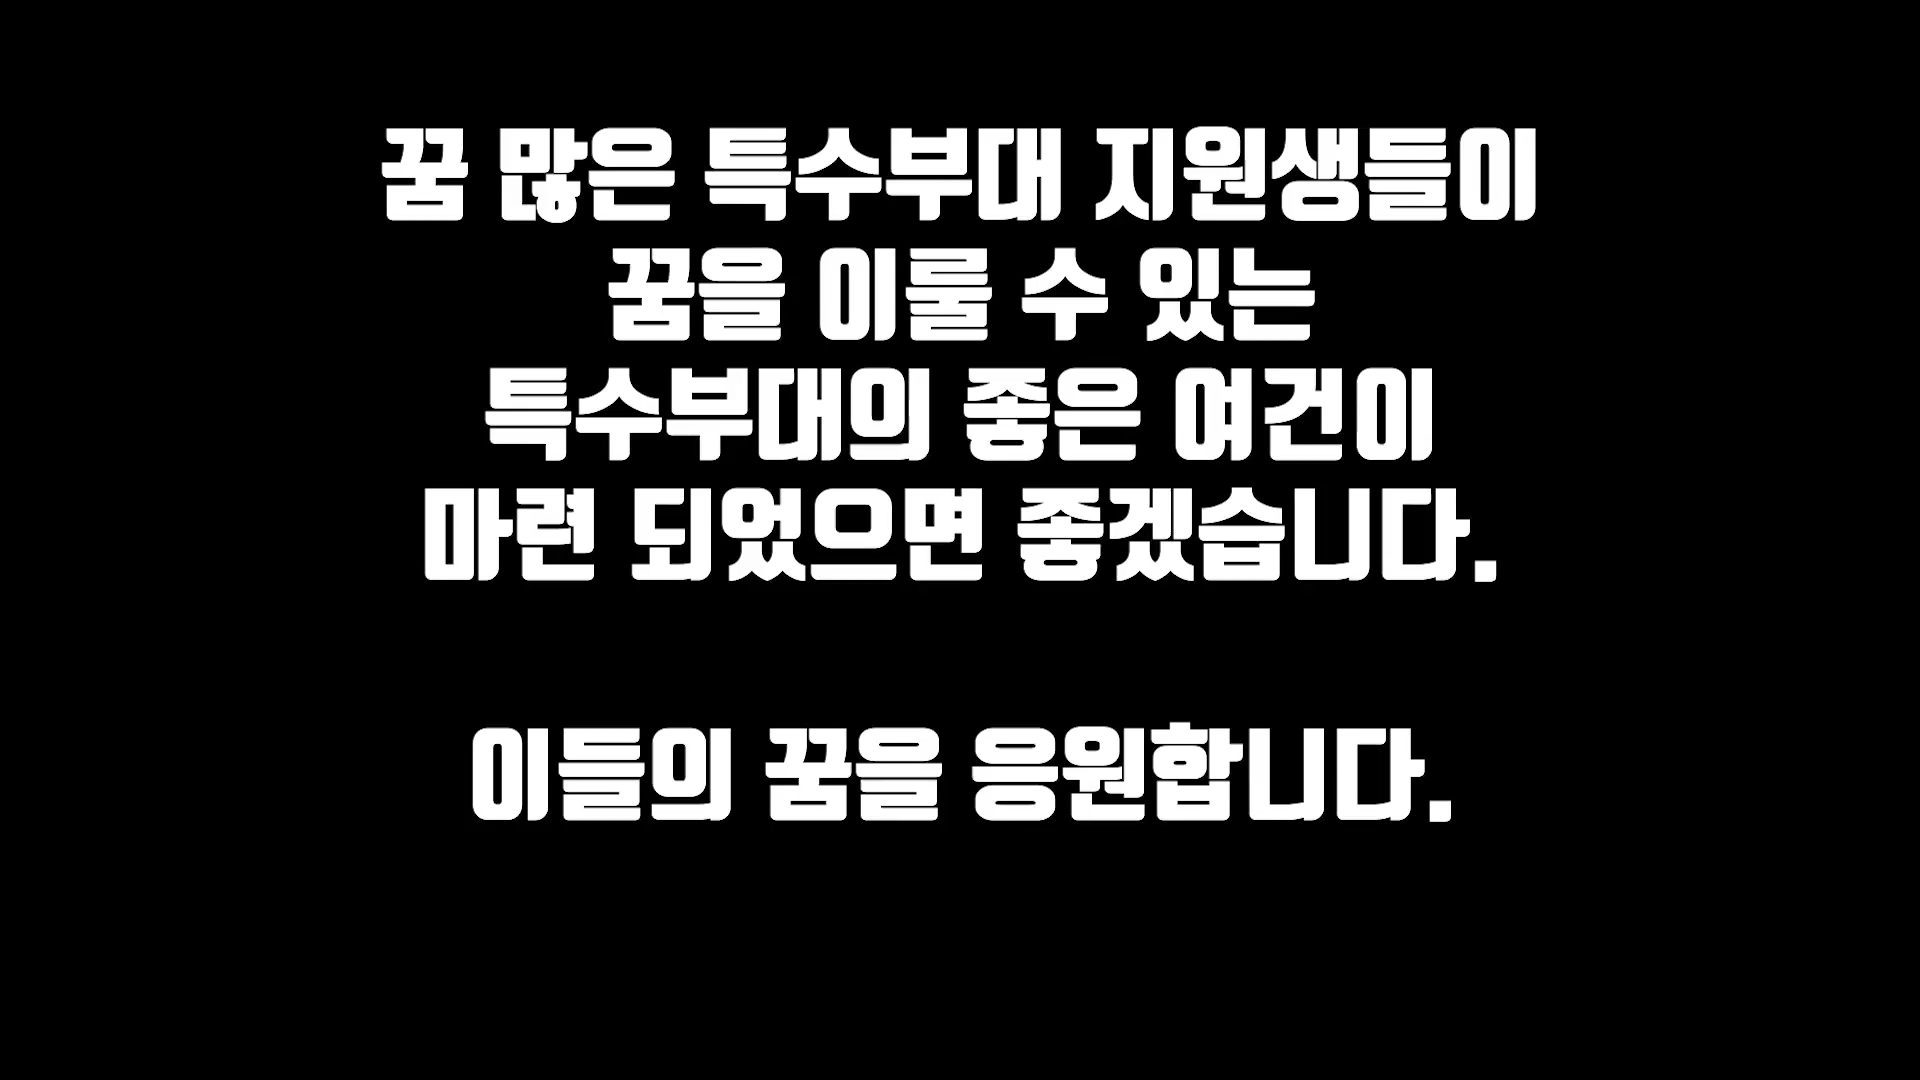 꿈 많은 특수부대 지원생들이
꿈을 이룰 수 있는
특수부대의 좋은 여건이
마련 되었으면 좋겠습니다.
이들의 꿈을 응원합니다.